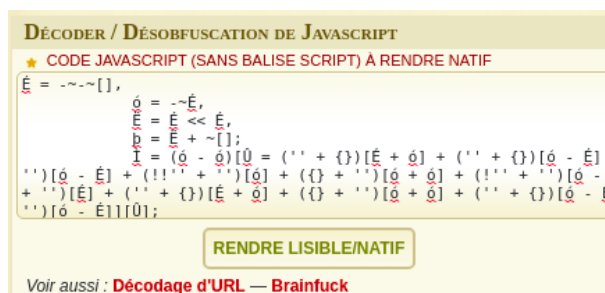 Décoder / Désobfuscation de Javascript
CODE JAVASCRIPT (SANS BALISE SCRIPT) À RENDRE NATIF
É = -~-~[],
ó = -~É,
Ë = É << É,
þ = Ë + ~[];
Ì = (ó - ó)[Û = ('' + {})[É + ó] + ('' + {})[ó - É]
'')[ó - É] + (!!'' + '')[ó] + ({} + '')[ó + ó] + (!'' + '')[ó -
+ '')[É] + ('' + {})[É + ó] + ({} + '')[ó + ó] + ('' + {})[ó - É
'')[ó - É]][Û];
RENDRE LISIBLE/NATIF
Voir aussi : Décodage d'URL — Brainfuck